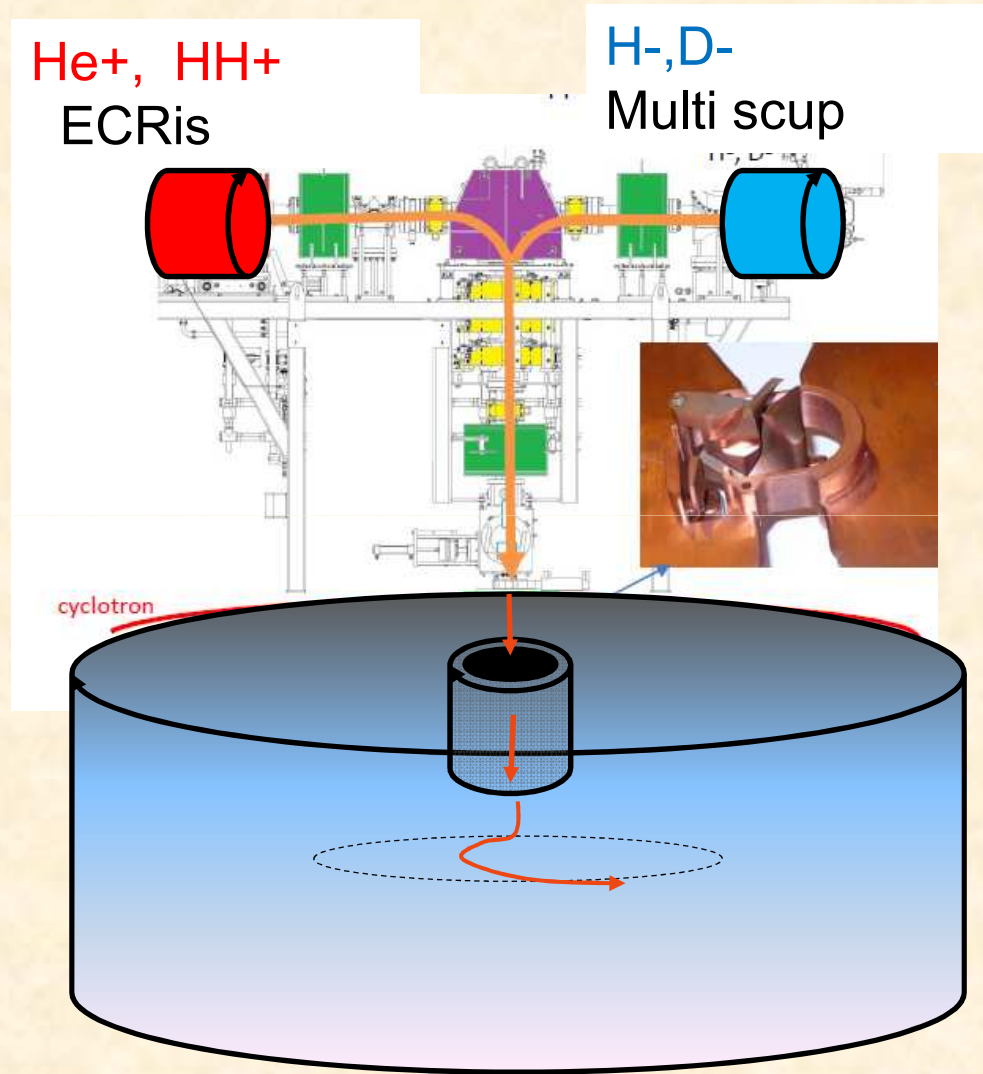 He+, HH+
ECRis
H-,D-
Multi scup
H-, D-
cyclotron